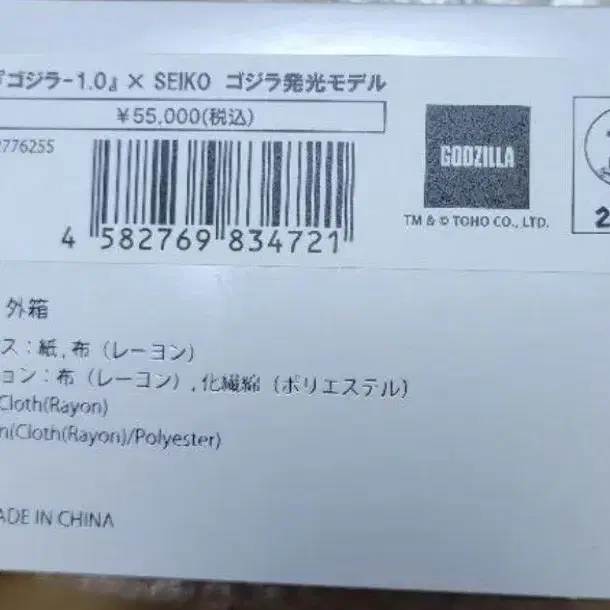 『ゴジラ-1.0』× SEIKO ゴジラ発光モデル
￥55,000(税込)
2776255
GODZILLA
TM & © TOHO CO., LTD.
4 582769 834721
2
外箱
ス：紙,布（レーヨン）
ョン：布（レーヨン）,化繊綿（ポリエステル）
Cloth(Rayon)
n(Cloth(Rayon)/Polyester)
ADE IN CHINA